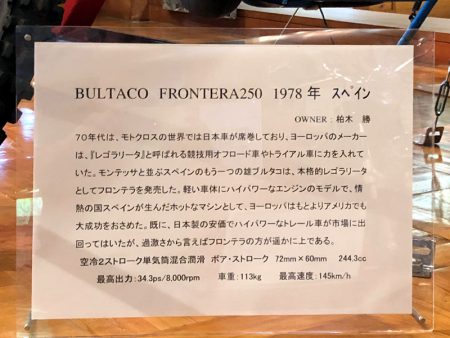 BULTACO FRONTERA250 1978年 スペイン
OWNER：柏木 勝
７０年代は、モトクロスの世界では日本車が席巻しており、ヨーロッパのメーカー
は、『レゴラリータ』と呼ばれる競技用オフロード車やトライアル車に力を入れて
いた。モンテッサと並ぶスペインのもう一つの雄ブルタコは、本格的レゴラリータ
としてフロンテラを発売した。軽い車体にハイパワーなエンジンのモデルで、情
熱の国スペインが生んだホットなマシンとして、ヨーロッパはもとよりアメリカでも
大成功をおさめた。既に、日本製の安価でハイパワーなトレール車が市場に出
回ってはいたが、過激さから言えばフロンテラの方が遥かに上である。
空冷２ストローク単気筒混合潤滑 ボア・ストローク 72mm×60mm 244.3cc
最高出力：34.3ps/8,000rpm 車重：113kg 最高速度：145km/h